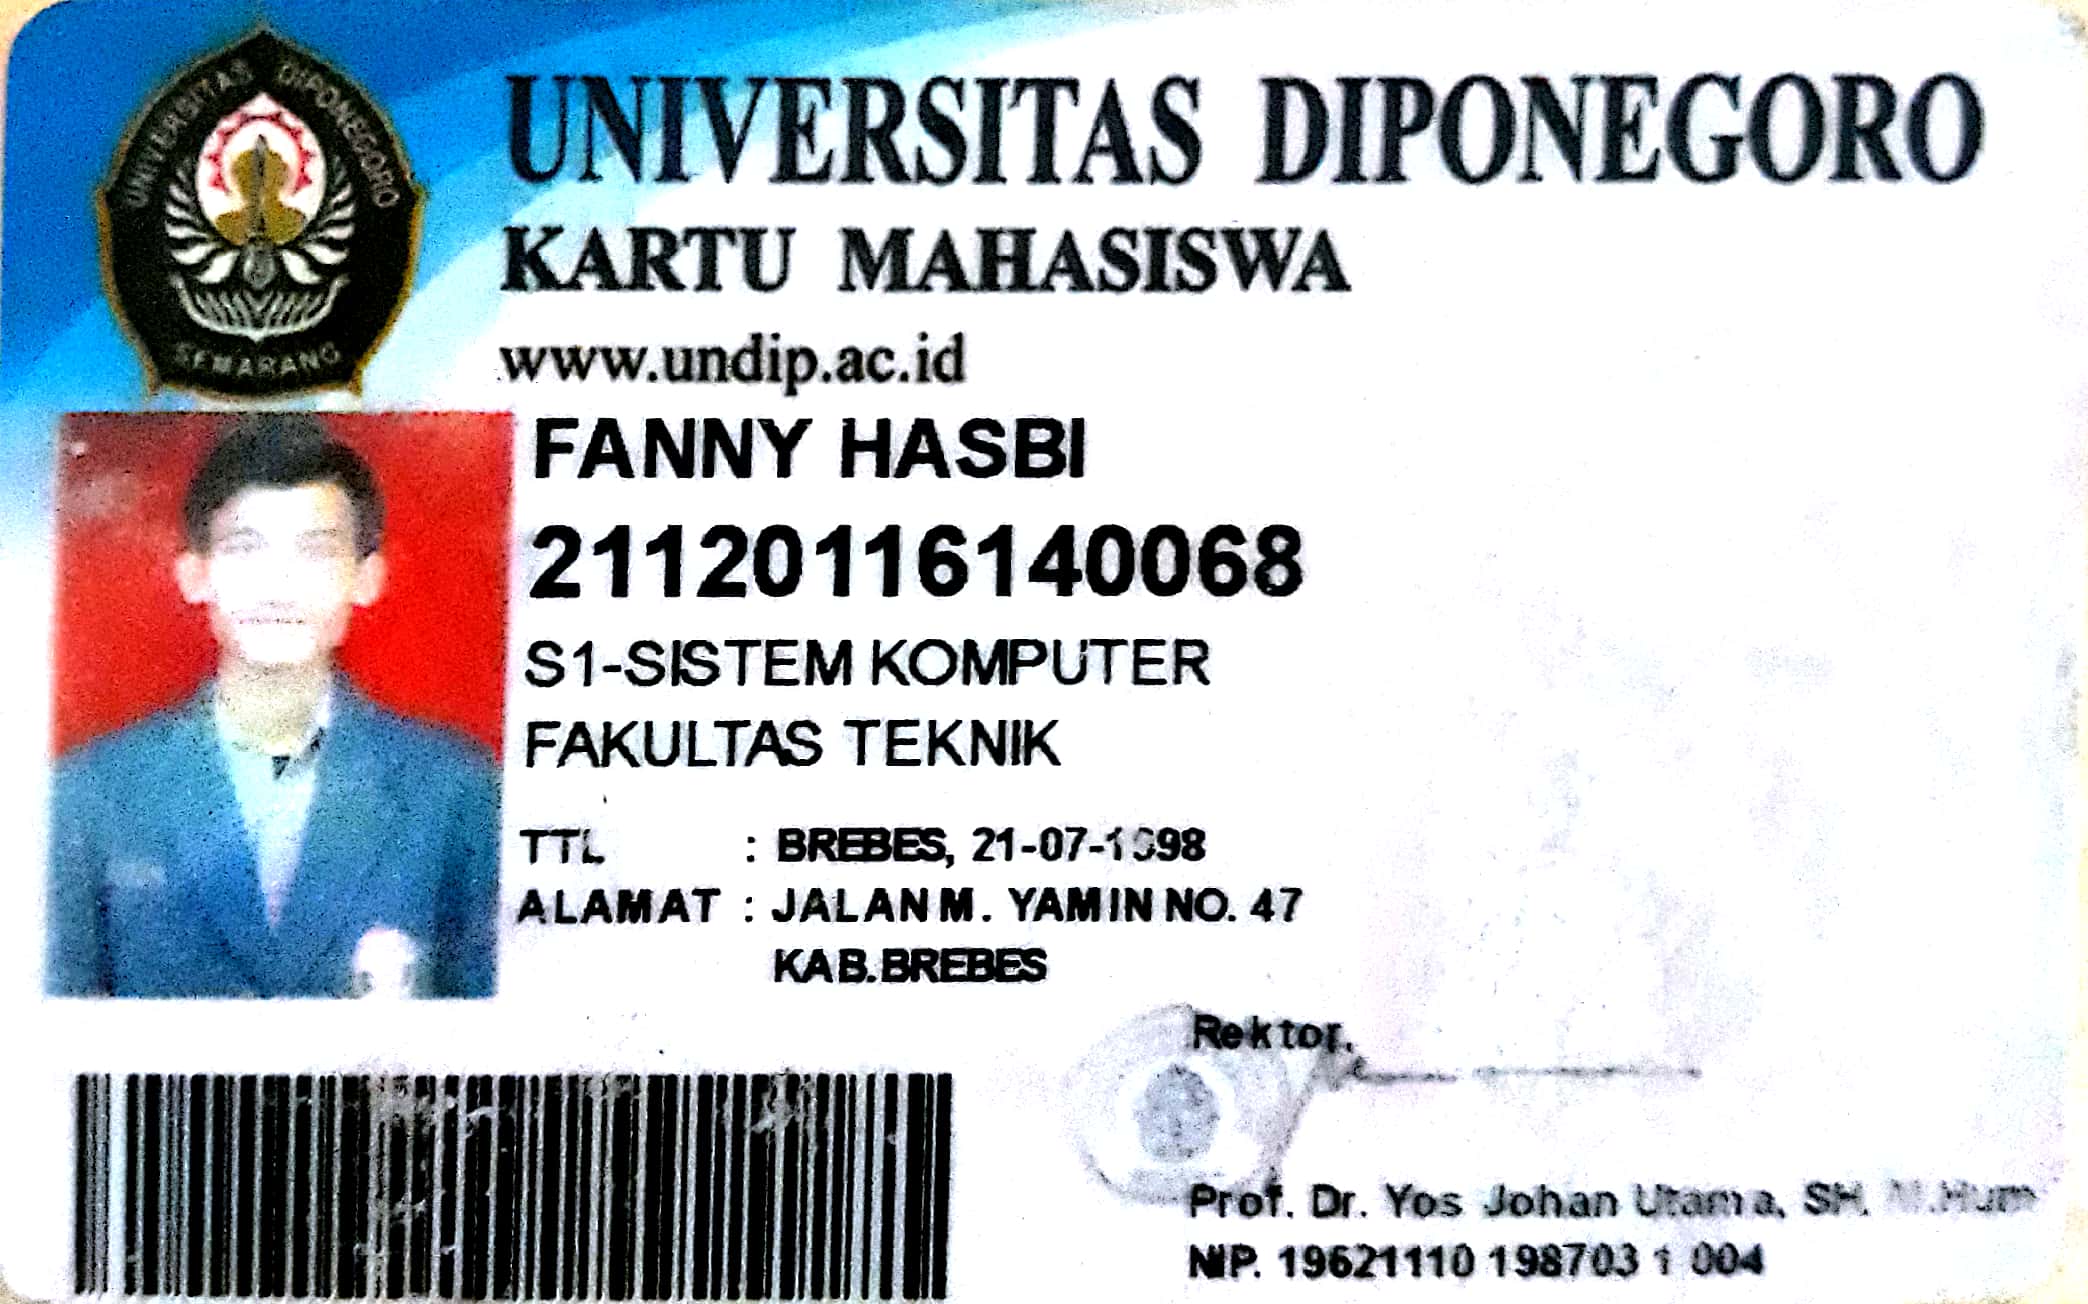 UNIVERSITAS DIPONEGORO
SEMARANG
UNIVERSITAS DIPONEGORO
KARTU MAHASISWA
www.undip.ac.id
FANNY HASBI
21120116140068
S1-SISTEM KOMPUTER
FAKULTAS TEKNIK
TTL : BREBES, 21-07-1998
ALAMAT : JALAN M. YAMIN NO. 47
KAB.BREBES
Rektor,
Prof. Dr. Yos Johan Utama, SH, M.Hum
NIP. 19621110 198703 1 004